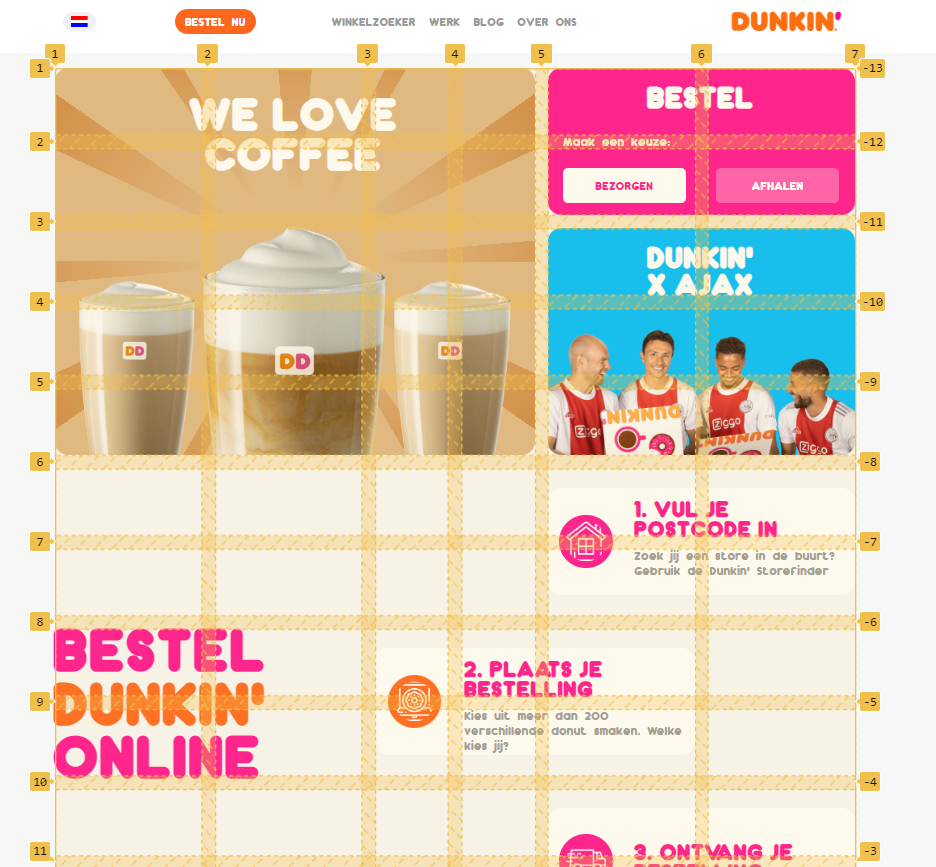 BESTEL NU
WINKELZOEKER WERK BLOG OVER ONS
DUNKIN'
1 2 3 4 5 6 7
1 -13
WE LOVE
COFFEE
BESTEL
2 -12
Maak een keuze:
BEZORGEN AFHALEN
3 -11
DUNKIN'
X AJAX
4 -10
DD DD DD
5 -9
DUNKIN'
Ziggo Ziggo Ziggo
DUNKIN'
6 -8
1. VUL JE
POSTCODE IN
7 -7
Zoek jij een store in de buurt?
Gebruik de Dunkin' Storefinder
8 -6
BESTEL
DUNKIN'
ONLINE
2. PLAATS JE
BESTELLING
9 -5
Kies uit meer dan 200
verschillende donut smaken. Welke
kies jij?
10 -4
3. ONTVANG JE
11 -3